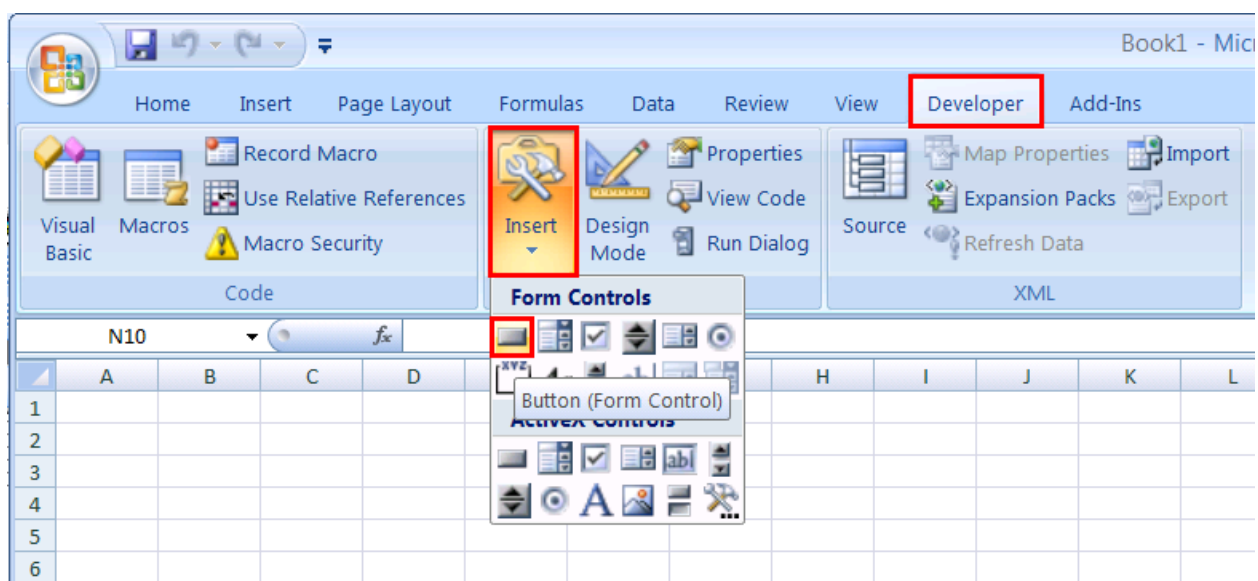 Book1 - Mic
Home Insert Page Layout Formulas Data Review View Developer Add-Ins
Record Macro Properties Map Properties Import
Use Relative References View Code Expansion Packs Export
Visual Basic Macros Macro Security Insert Design Mode Run Dialog Source Refresh Data
Code XML
Form Controls
N10 fx
XYZ
A B C D H I J K L
Button (Form Control)
ActiveX Controls
1
2
3
abl
4
A
5
6